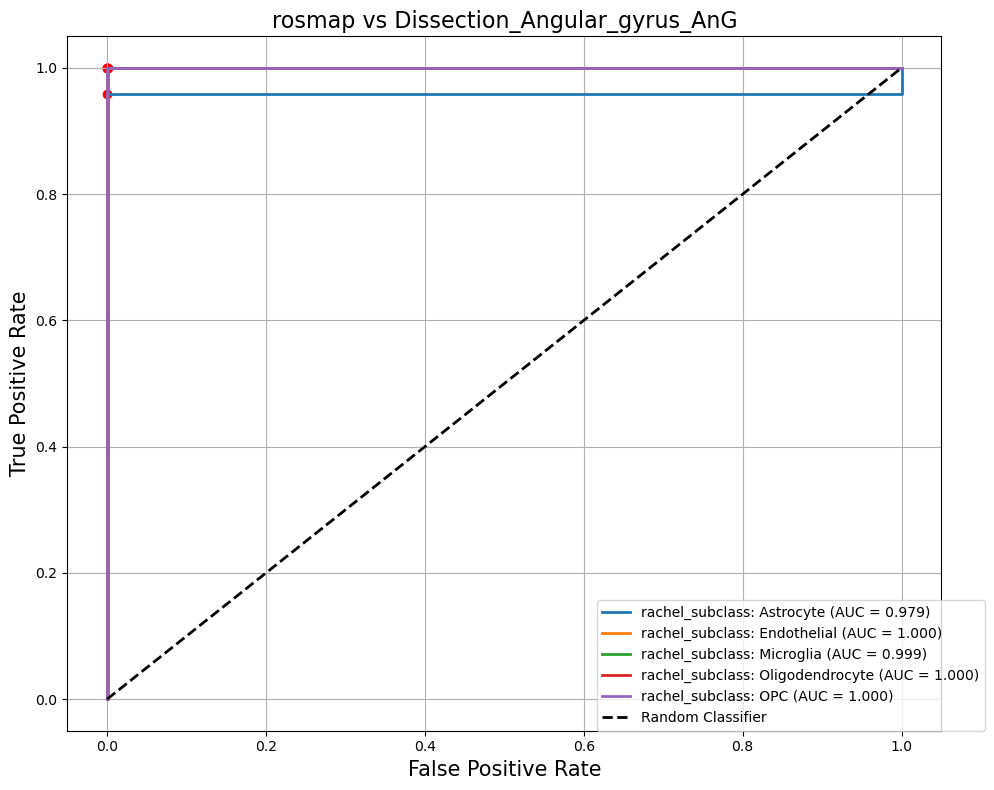 rosmap vs Dissection_Angular_gyrus_AnG
1.0
0.8
0.6
0.4
0.2
0.0
True Positive Rate
0.0 0.2 0.4 0.6 0.8 1.0
False Positive Rate
rachel_subclass: Astrocyte (AUC = 0.979)
rachel_subclass: Endothelial (AUC = 1.000)
rachel_subclass: Microglia (AUC = 0.999)
rachel_subclass: Oligodendrocyte (AUC = 1.000)
rachel_subclass: OPC (AUC = 1.000)
Random Classifier